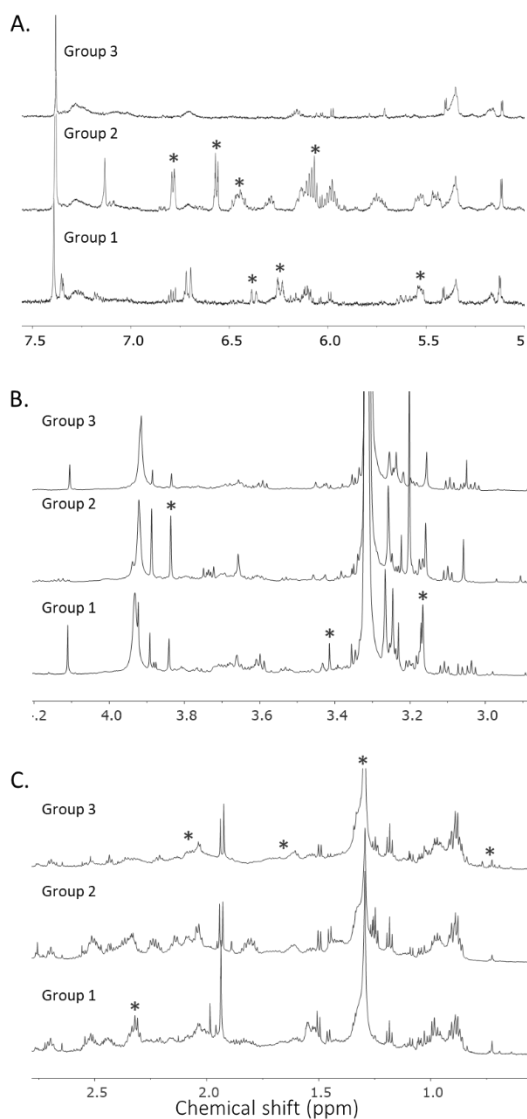 A.
Group 3
*
Group 2
* * *
Group 1
* * *
7.5 7.0 6.5 6.0 5.5 5
B.
Group 3
Group 2
*
Group 1
* *
.2 4.0 3.8 3.6 3.4 3.2 3.0
C.
*
Group 3
* * *
Group 2
Group 1
*
2.5 2.0 1.5 1.0
Chemical shift (ppm)